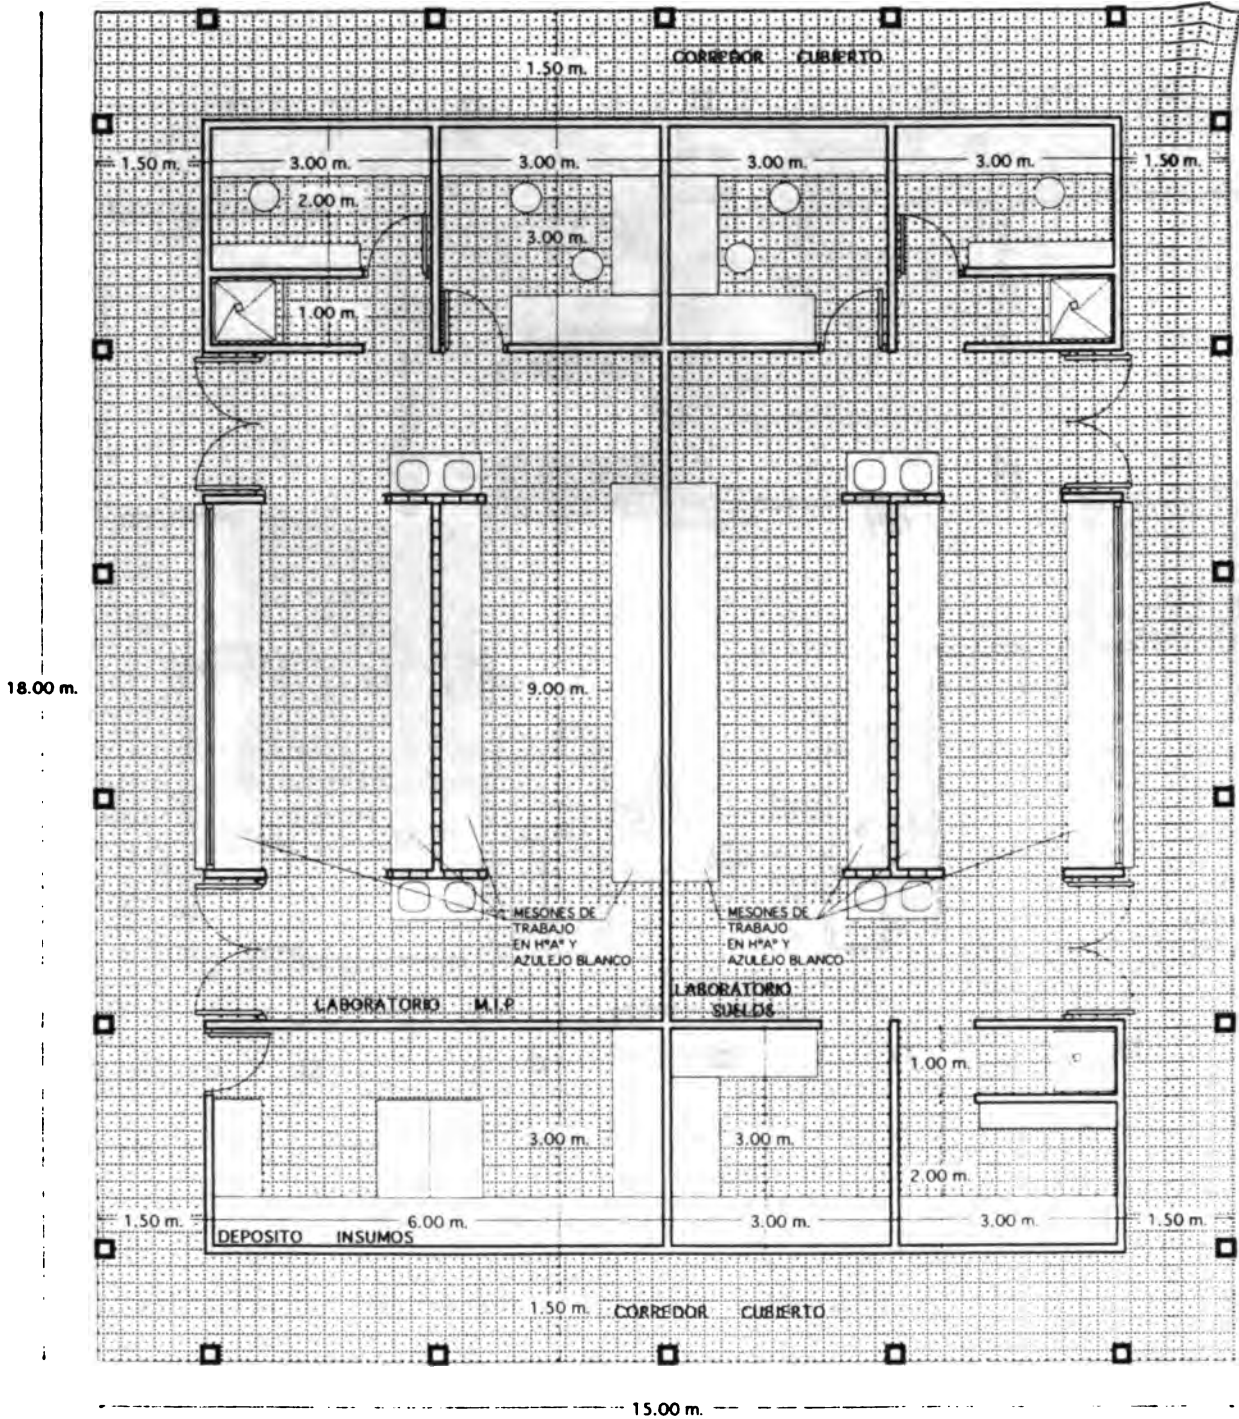 CORREDOR CUBIERTO
1.50 m.
1.50 m.
3.00 m.
3.00 m.
3.00 m.
3.00 m.
1.50 m.
2.00 m.
3.00 m.
1.00 m.
18.00 m.
9.00 m.
MESONES DE
TRABAJO
EN HºAº Y
AZULEJO BLANCO
MESONES DE
TRABAJO
EN HºAº Y
AZULEJO BLANCO
LABORATORIO M.I.P
LABORATORIO
SUELOS
1.00 m.
3.00 m.
3.00 m.
2.00 m.
1.50 m.
6.00 m.
3.00 m.
3.00 m.
1.50 m.
DEPOSITO INSUMOS
1.50 m.
CORREDOR CUBIERTO
15.00 m.